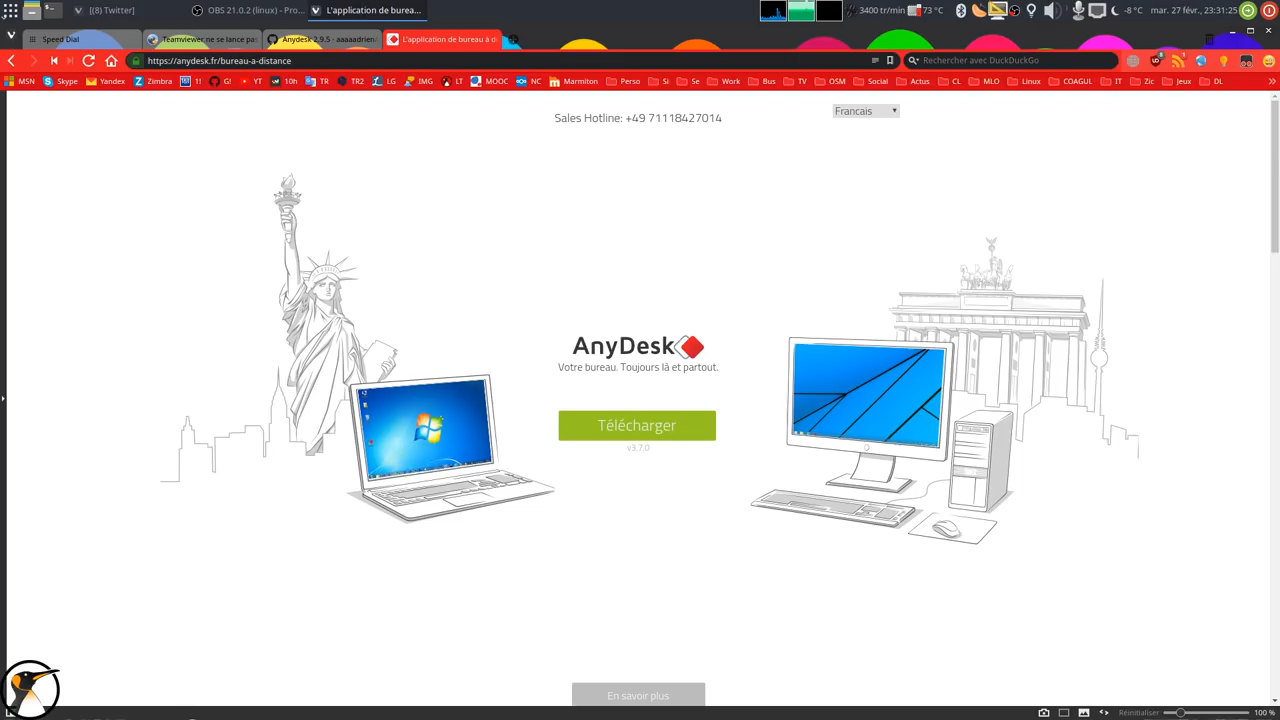 [(8) Twitter]
OBS 21.0.2 (linux) - Pro...
L'application de burea...
3400 tr/min
73 °C
-8 °C
mar. 27 févr., 23:31:25
Speed Dial
Teamviewer ne se lance pas
Anydesk 2.9.5 - aaaaadrien
L'application de bureau à di
https://anydesk.fr/bureau-a-distance
Rechercher avec DuckDuckGo
MSN
Skype
Yandex
Zimbra
1!
G!
YT
10h
TR
TR2
LG
IMG
LT
MOOC
NC
Marmiton
Perso
Si
Se
Work
Bus
TV
OSM
Social
Actus
CL
MLO
Linux
COAGUL
IT
Zic
Jeux
DL
Sales Hotline: +49 71118427014
Francais
AnyDesk
Votre bureau. Toujours là et partout.
Télécharger
v3.7.0
En savoir plus
Réinitialiser
100 %